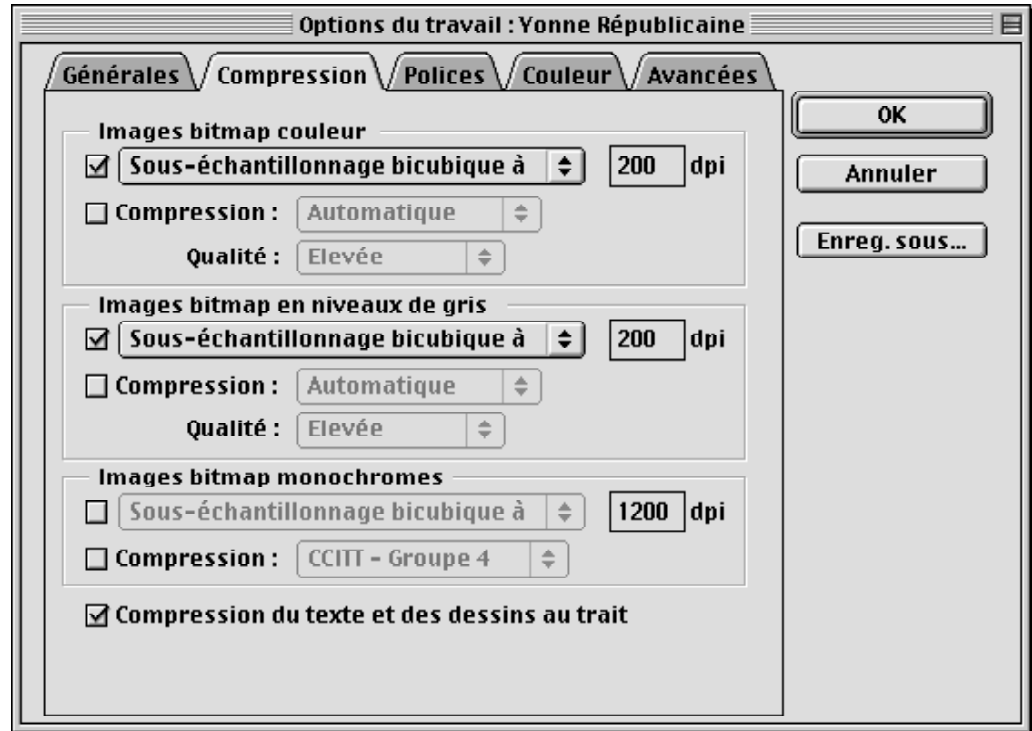 Options du travail : Yonne Républicaine
Générales Compression Polices Couleur Avancées
Images bitmap couleur
Sous-échantillonnage bicubique à 200 dpi
Compression : Automatique
Qualité : Elevée
Images bitmap en niveaux de gris
Sous-échantillonnage bicubique à 200 dpi
Compression : Automatique
Qualité : Elevée
Images bitmap monochromes
Sous-échantillonnage bicubique à 1200 dpi
Compression : CCITT - Groupe 4
Compression du texte et des dessins au trait
OK
Annuler
Enreg. sous...